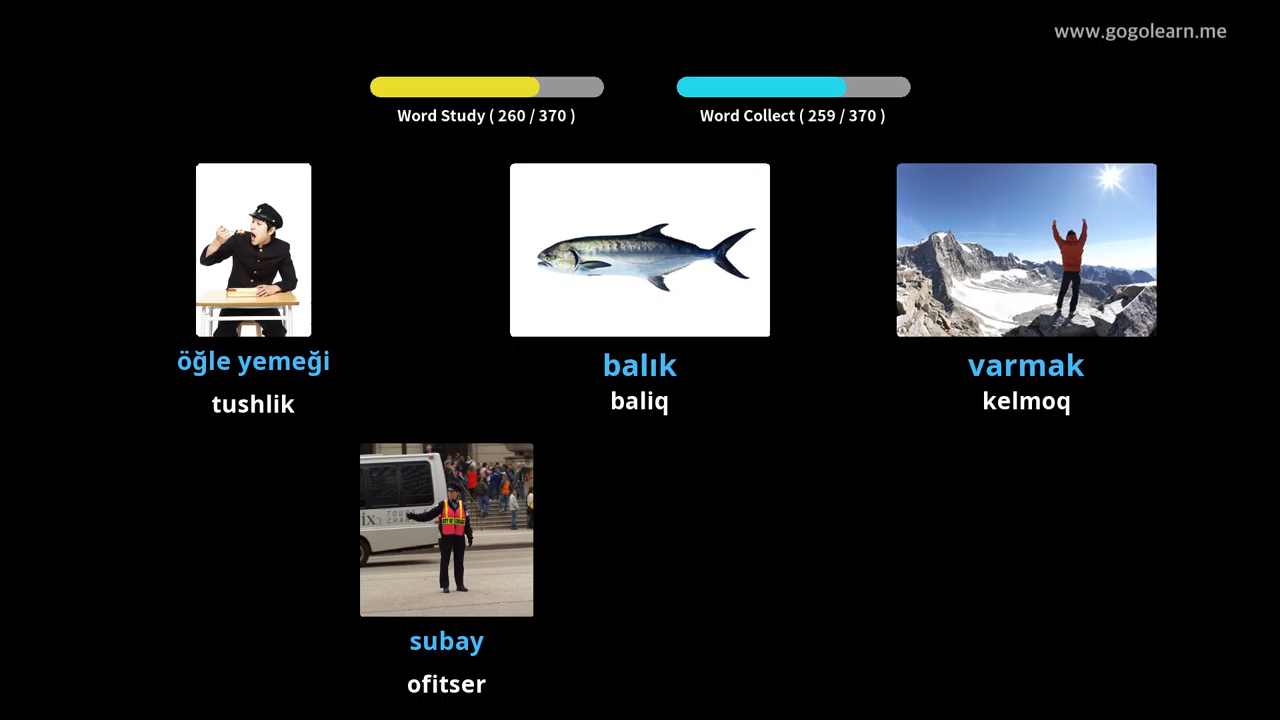 www.gogolearn.me
Word Study ( 260 / 370 )
Word Collect ( 259 / 370 )
öğle yemeği
tushlik
balık
baliq
varmak
kelmoq
subay
ofitser